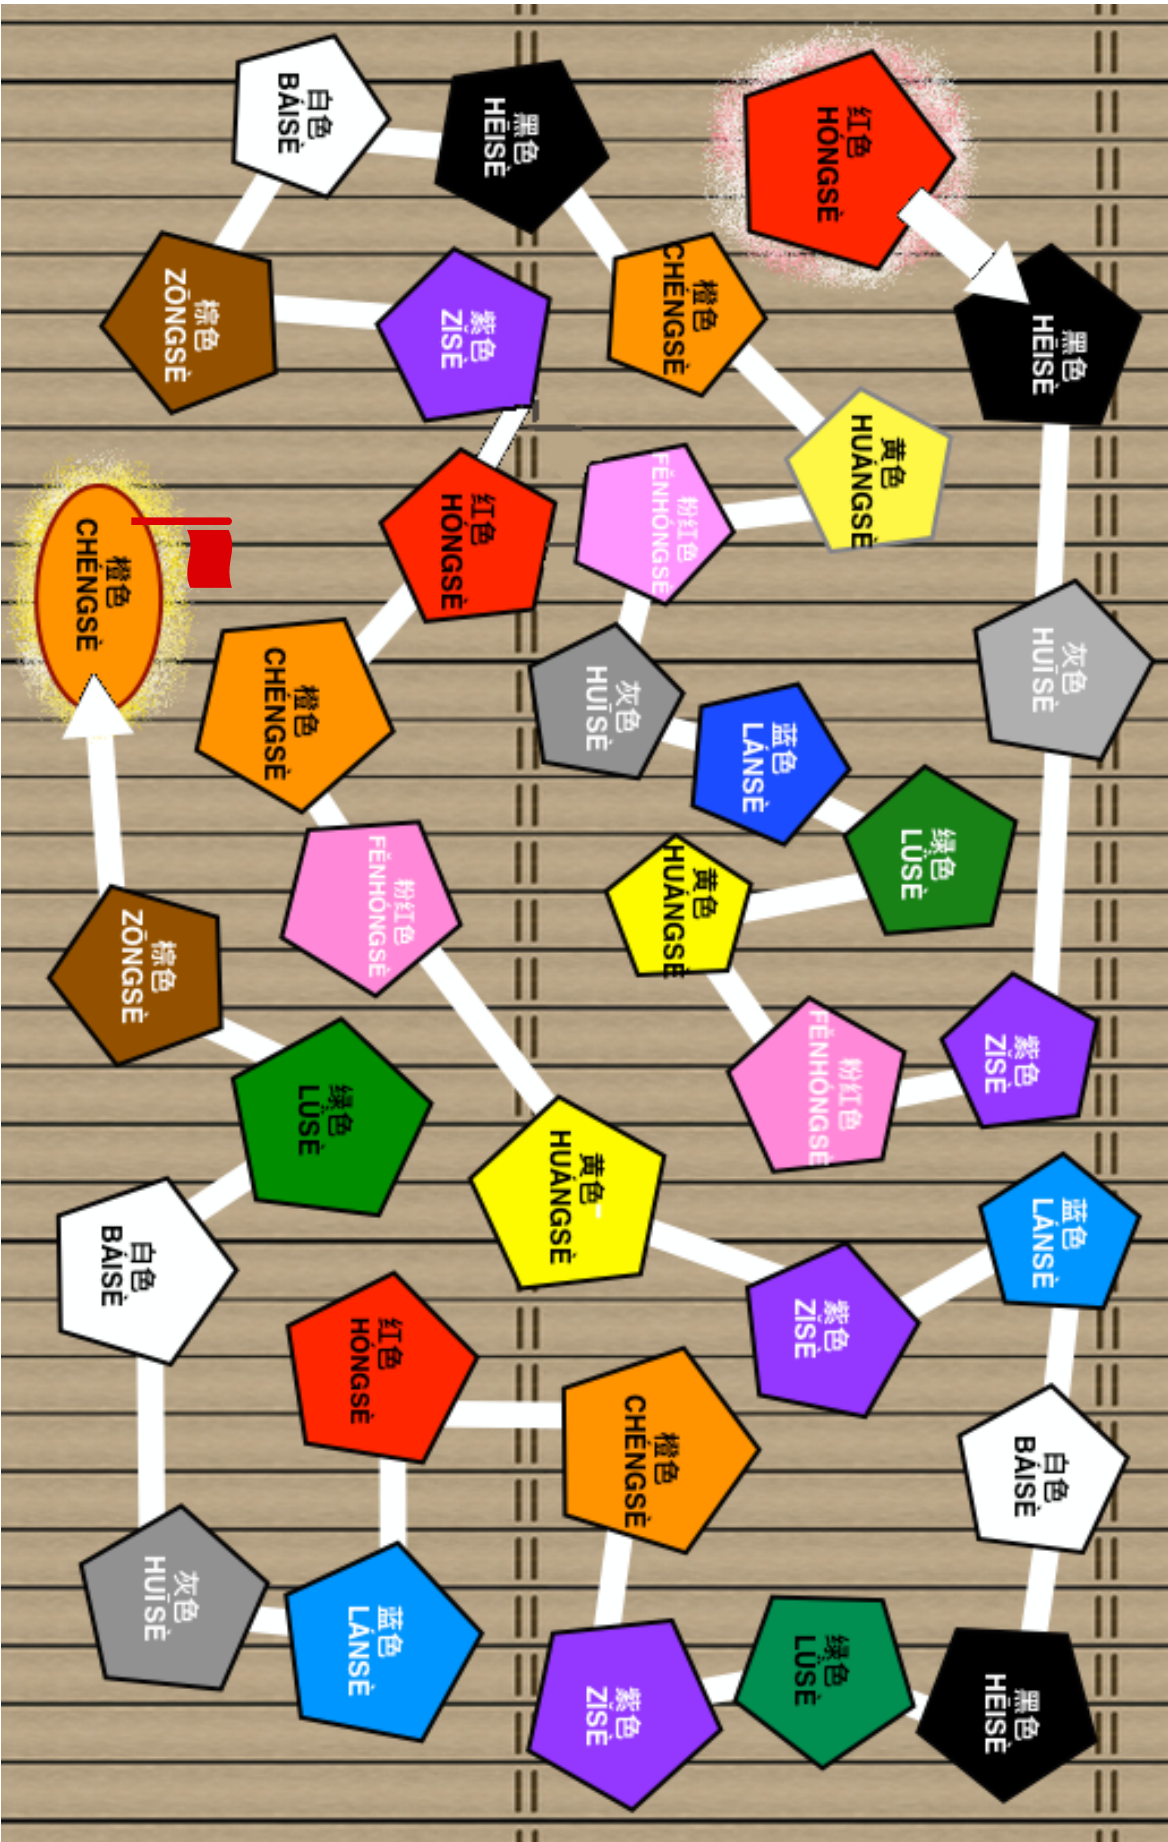 红色
HÓNGSÈ
黑色
HĒISÈ
灰色
HUĪSÈ
紫色
ZǏSÈ
粉红色
FĚNHÓNGSÈ
黄色
HUÁNGSÈ
绿色
LǛSÈ
蓝色
LÁNSÈ
灰色
HUĪSÈ
粉红色
FĚNHÓNGSÈ
黄色
HUÁNGSÈ
橙色
CHÉNGSÈ
黑色
HĒISÈ
白色
BÁISÈ
棕色
ZŌNGSÈ
紫色
ZǏSÈ
红色
HÓNGSÈ
橙色
CHÉNGSÈ
粉红色
FĚNHÓNGSÈ
黄色
HUÁNGSÈ
紫色
ZǏSÈ
蓝色
LÁNSÈ
白色
BÁISÈ
黑色
HĒISÈ
绿色
LǛSÈ
紫色
ZǏSÈ
橙色
CHÉNGSÈ
红色
HÓNGSÈ
蓝色
LÁNSÈ
灰色
HUĪSÈ
白色
BÁISÈ
绿色
LǛSÈ
棕色
ZŌNGSÈ
橙色
CHÉNGSÈ